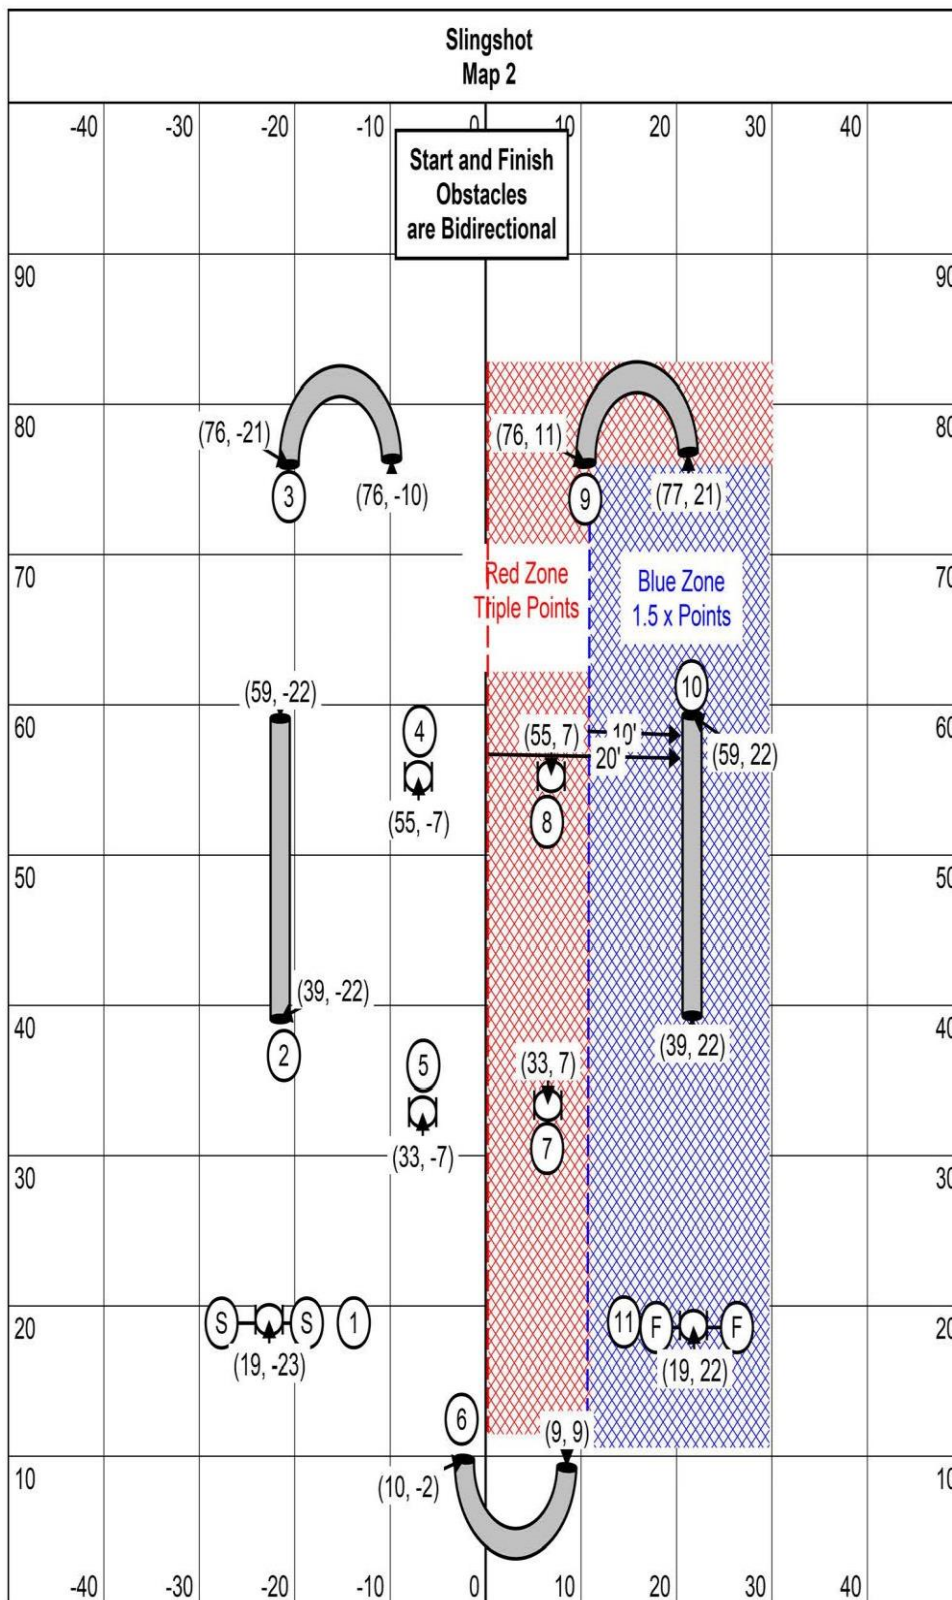 Slingshot
Map 2
-40 -30 -20 -10 0 10 20 30 40
Start and Finish
Obstacles
are Bidirectional
90 90
80 80
(76, -21) (76, 11)
3 (76, -10) 9 (77, 21)
70 70
Red Zone
Triple Points
Blue Zone
1.5 x Points
(59, -22) 10
60 60
4 (55, 7) 10'
20' (59, 22)
(55, -7) 8
50 50
(39, -22)
40 40
2 5 (33, 7) (39, 22)
(33, -7) 7
30 30
S S 1 11 F F
20 20
(19, -23) (19, 22)
6 (9, 9)
10 (10, -2) 10
-40 -30 -20 -10 0 10 20 30 40